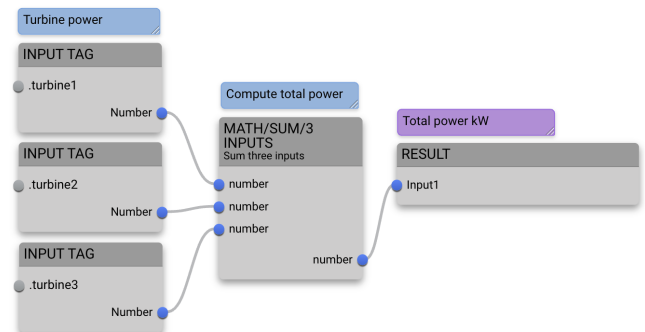 Turbine power
INPUT TAG
.turbine1
Number
INPUT TAG
.turbine2
Number
INPUT TAG
.turbine3
Number
Compute total power
MATH/SUM/3
INPUTS
Sum three inputs
number
number
number
number
Total power kW
RESULT
Input1